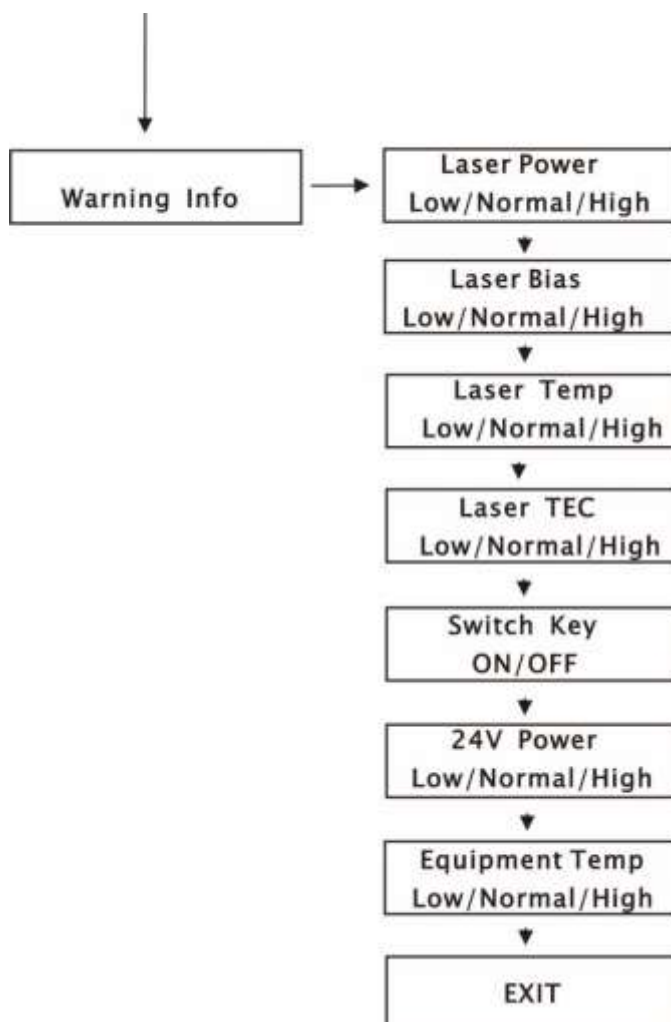 Warning Info
Laser Power
Low/Normal/High
Laser Bias
Low/Normal/High
Laser Temp
Low/Normal/High
Laser TEC
Low/Normal/High
Switch Key
ON/OFF
24V Power
Low/Normal/High
Equipment Temp
Low/Normal/High
EXIT